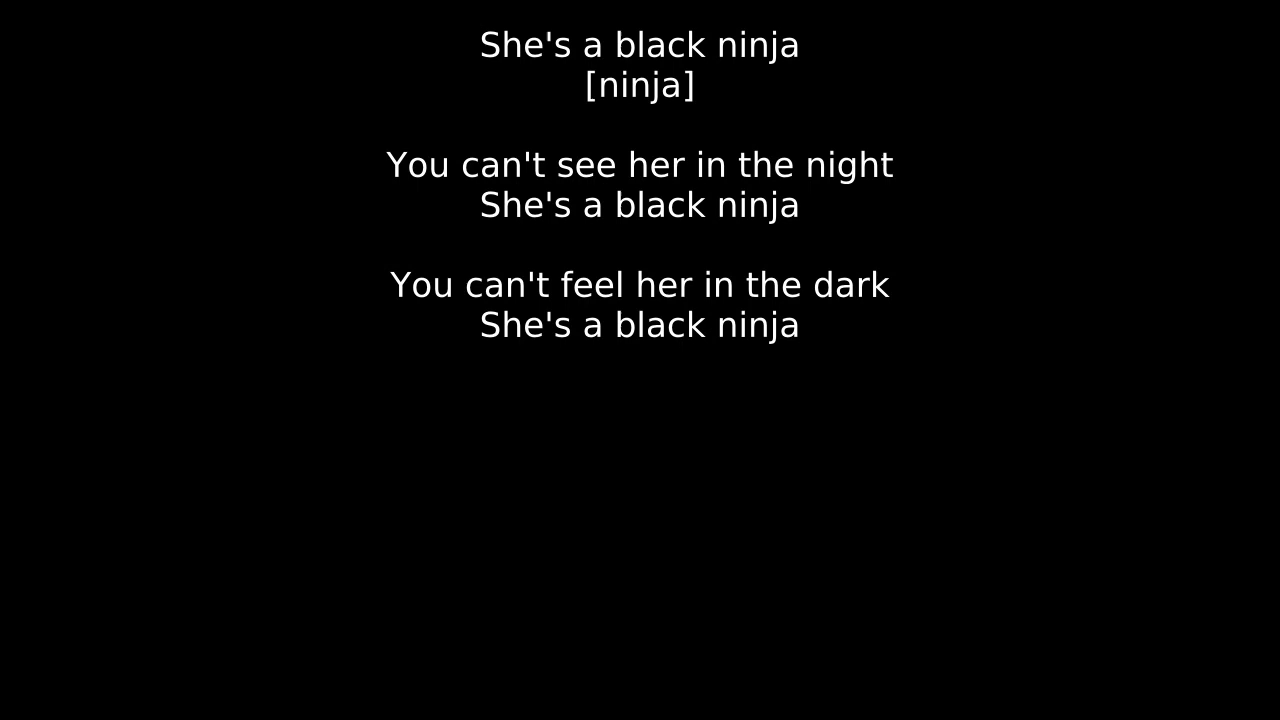 She's a black ninja
[ninja]
You can't see her in the night
She's a black ninja
You can't feel her in the dark
She's a black ninja